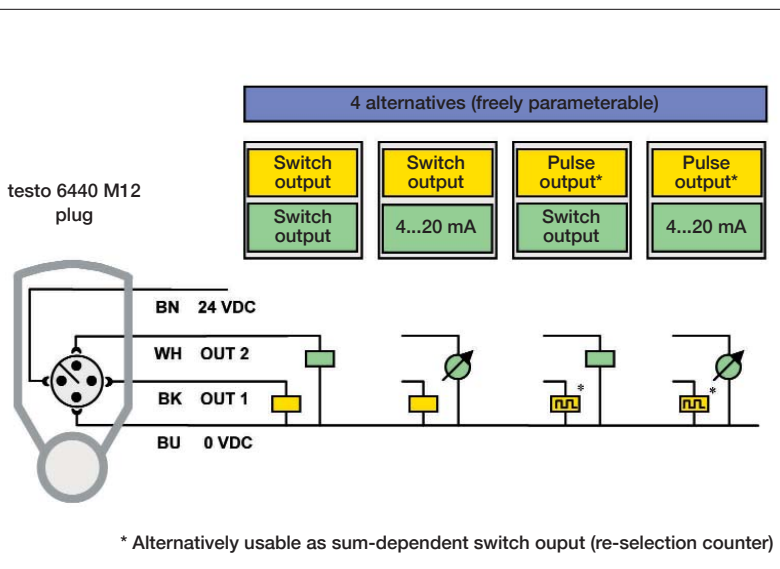 4 alternatives (freely parameterable)
Switch
output
Switch
output
Switch
output
4...20 mA
Pulse
output*
Switch
output
Pulse
output*
4...20 mA
testo 6440 M12
plug
BN 24 VDC
WH OUT 2
BK OUT 1
*
*
BU 0 VDC
* Alternatively usable as sum-dependent switch ouput (re-selection counter)